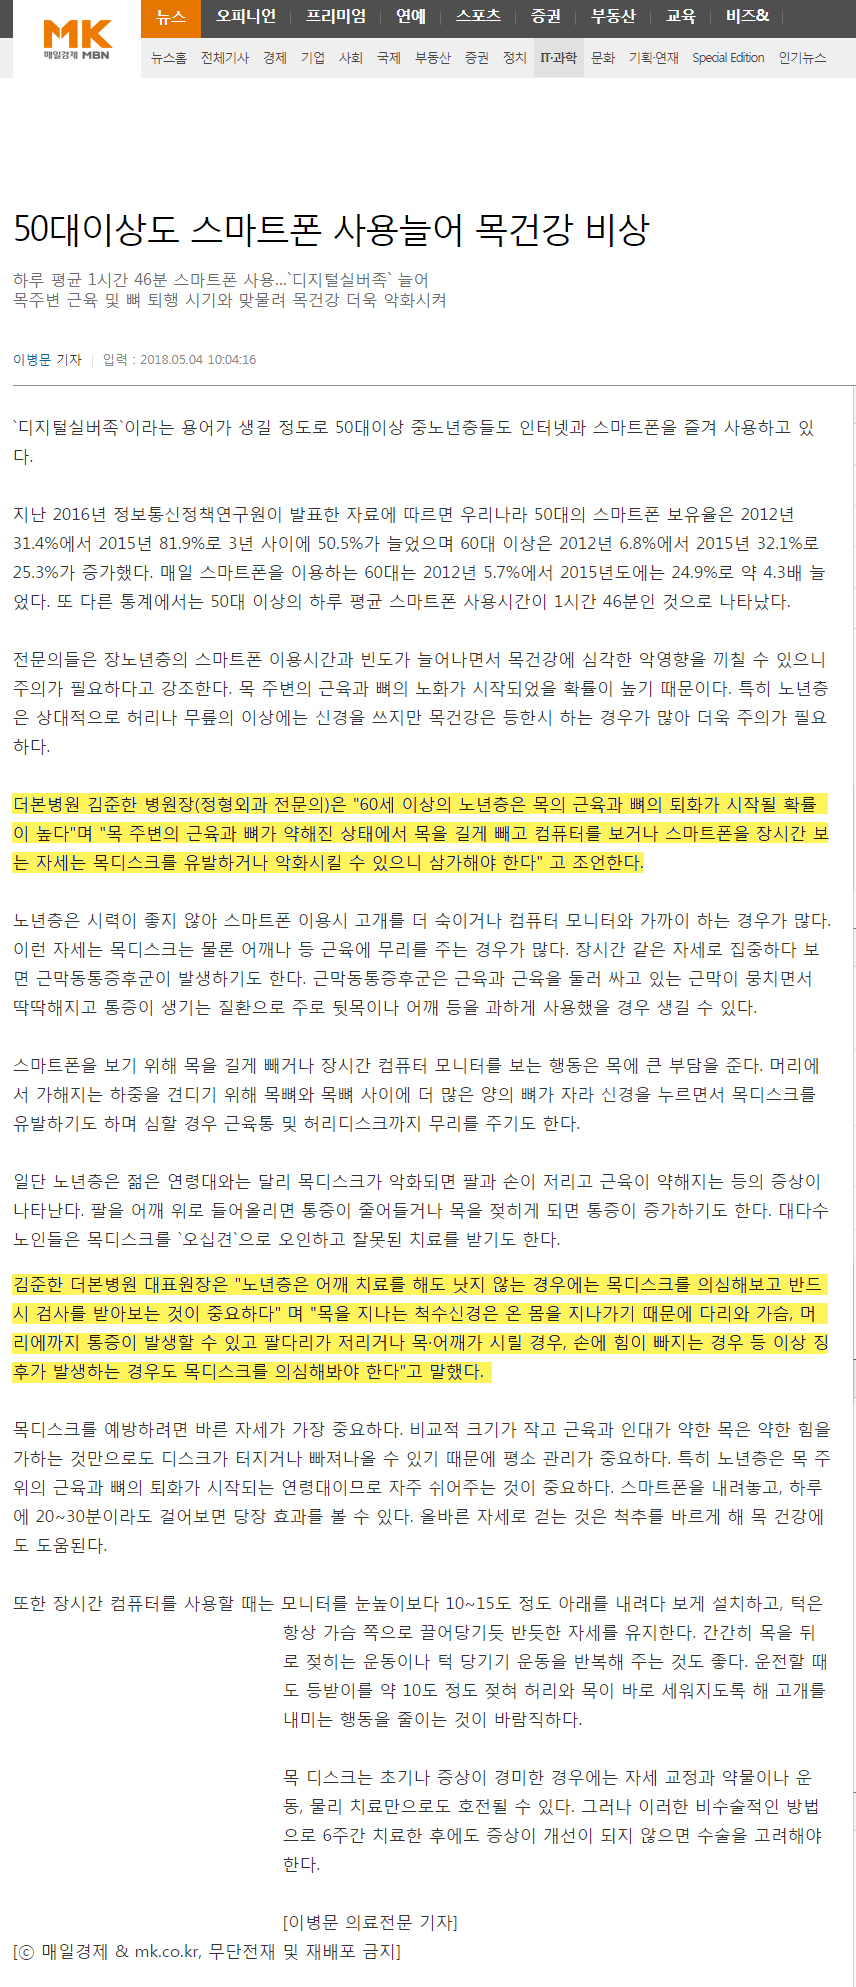 MK
매일경제 MBN
뉴스 오피니언 프리미엄 연예 스포츠 증권 부동산 교육 비즈&
뉴스홈 전체기사 경제 기업 사회 국제 부동산 증권 정치 IT·과학 문화 기획·연재 Special Edition 인기뉴스
50대이상도 스마트폰 사용늘어 목건강 비상
하루 평균 1시간 46분 스마트폰 사용...`디지털실버족` 늘어
목주변 근육 및 뼈 퇴행 시기와 맞물려 목건강 더욱 악화시켜
이병문 기자 | 입력 : 2018.05.04 10:04:16
`디지털실버족`이라는 용어가 생길 정도로 50대이상 중노년층들도 인터넷과 스마트폰을 즐겨 사용하고 있
다.
지난 2016년 정보통신정책연구원이 발표한 자료에 따르면 우리나라 50대의 스마트폰 보유율은 2012년
31.4%에서 2015년 81.9%로 3년 사이에 50.5%가 늘었으며 60대 이상은 2012년 6.8%에서 2015년 32.1%로
25.3%가 증가했다. 매일 스마트폰을 이용하는 60대는 2012년 5.7%에서 2015년도에는 24.9%로 약 4.3배 늘
었다. 또 다른 통계에서는 50대 이상의 하루 평균 스마트폰 사용시간이 1시간 46분인 것으로 나타났다.
전문의들은 장노년층의 스마트폰 이용시간과 빈도가 늘어나면서 목건강에 심각한 악영향을 끼칠 수 있으니
주의가 필요하다고 강조한다. 목 주변의 근육과 뼈의 노화가 시작되었을 확률이 높기 때문이다. 특히 노년층
은 상대적으로 허리나 무릎의 이상에는 신경을 쓰지만 목건강은 등한시 하는 경우가 많아 더욱 주의가 필요
하다.
더본병원 김준한 병원장(정형외과 전문의)은 "60세 이상의 노년층은 목의 근육과 뼈의 퇴화가 시작될 확률
이 높다"며 "목 주변의 근육과 뼈가 약해진 상태에서 목을 길게 빼고 컴퓨터를 보거나 스마트폰을 장시간 보
는 자세는 목디스크를 유발하거나 악화시킬 수 있으니 삼가해야 한다" 고 조언한다.
노년층은 시력이 좋지 않아 스마트폰 이용시 고개를 더 숙이거나 컴퓨터 모니터와 가까이 하는 경우가 많다.
이런 자세는 목디스크는 물론 어깨나 등 근육에 무리를 주는 경우가 많다. 장시간 같은 자세로 집중하다 보
면 근막동통증후군이 발생하기도 한다. 근막동통증후군은 근육과 근육을 둘러 싸고 있는 근막이 뭉치면서
딱딱해지고 통증이 생기는 질환으로 주로 뒷목이나 어깨 등을 과하게 사용했을 경우 생길 수 있다.
스마트폰을 보기 위해 목을 길게 빼거나 장시간 컴퓨터 모니터를 보는 행동은 목에 큰 부담을 준다. 머리에
서 가해지는 하중을 견디기 위해 목뼈와 목뼈 사이에 더 많은 양의 뼈가 자라 신경을 누르면서 목디스크를
유발하기도 하며 심할 경우 근육통 및 허리디스크까지 무리를 주기도 한다.
일단 노년층은 젊은 연령대와는 달리 목디스크가 악화되면 팔과 손이 저리고 근육이 약해지는 등의 증상이
나타난다. 팔을 어깨 위로 들어올리면 통증이 줄어들거나 목을 젖히게 되면 통증이 증가하기도 한다. 대다수
노인들은 목디스크를 `오십견`으로 오인하고 잘못된 치료를 받기도 한다.
김준한 더본병원 대표원장은 "노년층은 어깨 치료를 해도 낫지 않는 경우에는 목디스크를 의심해보고 반드
시 검사를 받아보는 것이 중요하다" 며 "목을 지나는 척수신경은 온 몸을 지나가기 때문에 다리와 가슴, 머
리에까지 통증이 발생할 수 있고 팔다리가 저리거나 목·어깨가 시릴 경우, 손에 힘이 빠지는 경우 등 이상 징
후가 발생하는 경우도 목디스크를 의심해봐야 한다"고 말했다.
목디스크를 예방하려면 바른 자세가 가장 중요하다. 비교적 크기가 작고 근육과 인대가 약한 목은 약한 힘을
가하는 것만으로도 디스크가 터지거나 빠져나올 수 있기 때문에 평소 관리가 중요하다. 특히 노년층은 목 주
위의 근육과 뼈의 퇴화가 시작되는 연령대이므로 자주 쉬어주는 것이 중요하다. 스마트폰을 내려놓고, 하루
에 20~30분이라도 걸어보면 당장 효과를 볼 수 있다. 올바른 자세로 걷는 것은 척추를 바르게 해 목 건강에
도 도움된다.
또한 장시간 컴퓨터를 사용할 때는 모니터를 눈높이보다 10~15도 정도 아래를 내려다 보게 설치하고, 턱은
항상 가슴 쪽으로 끌어당기듯 반듯한 자세를 유지한다. 간간히 목을 뒤
로 젖히는 운동이나 턱 당기기 운동을 반복해 주는 것도 좋다. 운전할 때
도 등받이를 약 10도 정도 젖혀 허리와 목이 바로 세워지도록 해 고개를
내미는 행동을 줄이는 것이 바람직하다.
목 디스크는 초기나 증상이 경미한 경우에는 자세 교정과 약물이나 운
동, 물리 치료만으로도 호전될 수 있다. 그러나 이러한 비수술적인 방법
으로 6주간 치료한 후에도 증상이 개선이 되지 않으면 수술을 고려해야
한다.
[이병문 의료전문 기자]
[ⓒ 매일경제 & mk.co.kr, 무단전재 및 재배포 금지]